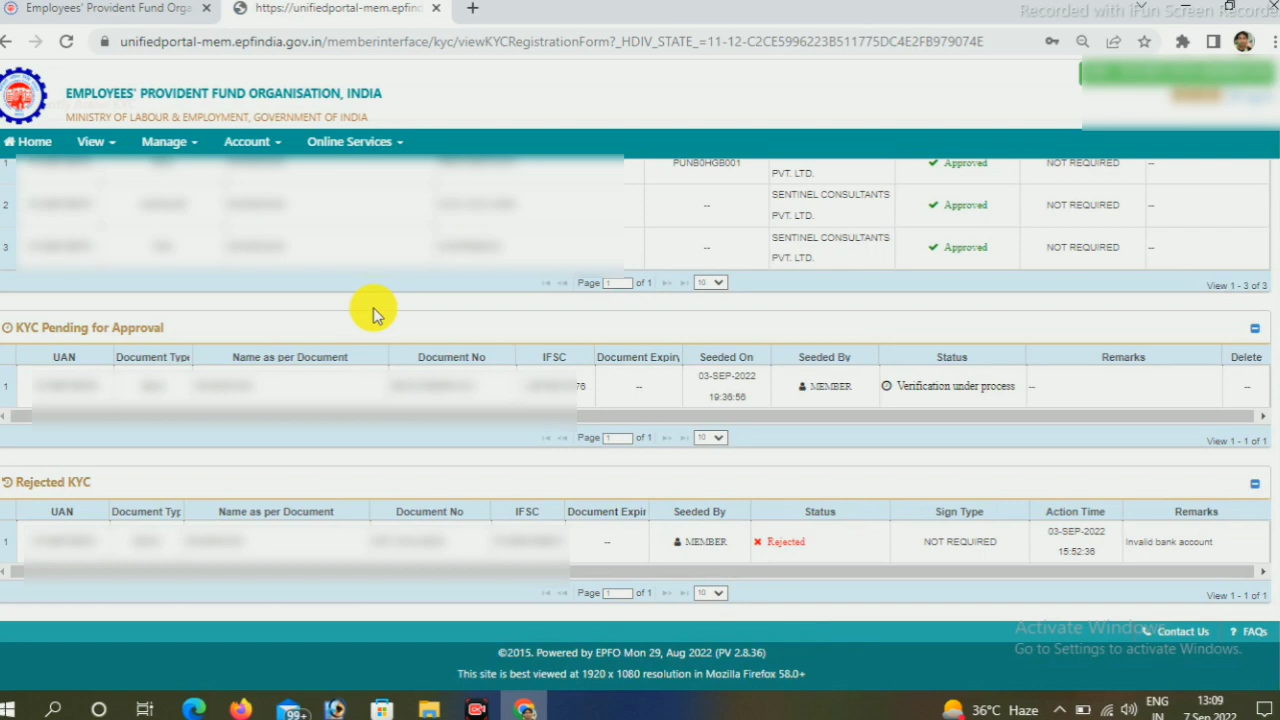 Recorded with iFun Screen Recorde
Employees' Provident Fund Orga
https://unifiedportal-mem.epfind
unifiedportal-mem.epfindia.gov.in/memberinterface/kyc/viewKYCRegistrationForm?_HDIV_STATE_=11-12-C2CE5996223B511775DC4E2FB979074E
EMPLOYEES' PROVIDENT FUND ORGANISATION, INDIA
MINISTRY OF LABOUR & EMPLOYMENT, GOVERNMENT OF INDIA
Home View Manage Account Online Services
1 PUNB0HGB001 PVT. LTD. Approved NOT REQUIRED --
2 -- SENTINEL CONSULTANTS PVT. LTD. Approved NOT REQUIRED --
3 -- SENTINEL CONSULTANTS PVT. LTD. Approved NOT REQUIRED --
Page 1 of 1 10 View 1 - 3 of 3
KYC Pending for Approval
UAN Document Type Name as per Document Document No IFSC Document Expiry Seeded On Seeded By Status Remarks Delete
1 76 -- 03-SEP-2022 19:36:56 MEMBER Verification under process -- --
Page 1 of 1 10 View 1 - 1 of 1
Rejected KYC
UAN Document Typ Name as per Document Document No IFSC Document Expir Seeded By Status Sign Type Action Time Remarks
1 -- MEMBER Rejected NOT REQUIRED 03-SEP-2022 15:52:36 Invalid bank account
Page 1 of 1 10 View 1 - 1 of 1
Activate Windows
Go to Settings to activate Windows.
Contact Us ? FAQs
©2015. Powered by EPFO Mon 29, Aug 2022 (PV 2.8.36)
This site is best viewed at 1920 x 1080 resolution in Mozilla Firefox 58.0+
99+ 36°C Haze ENG IN 13:09 7 Sep 2022